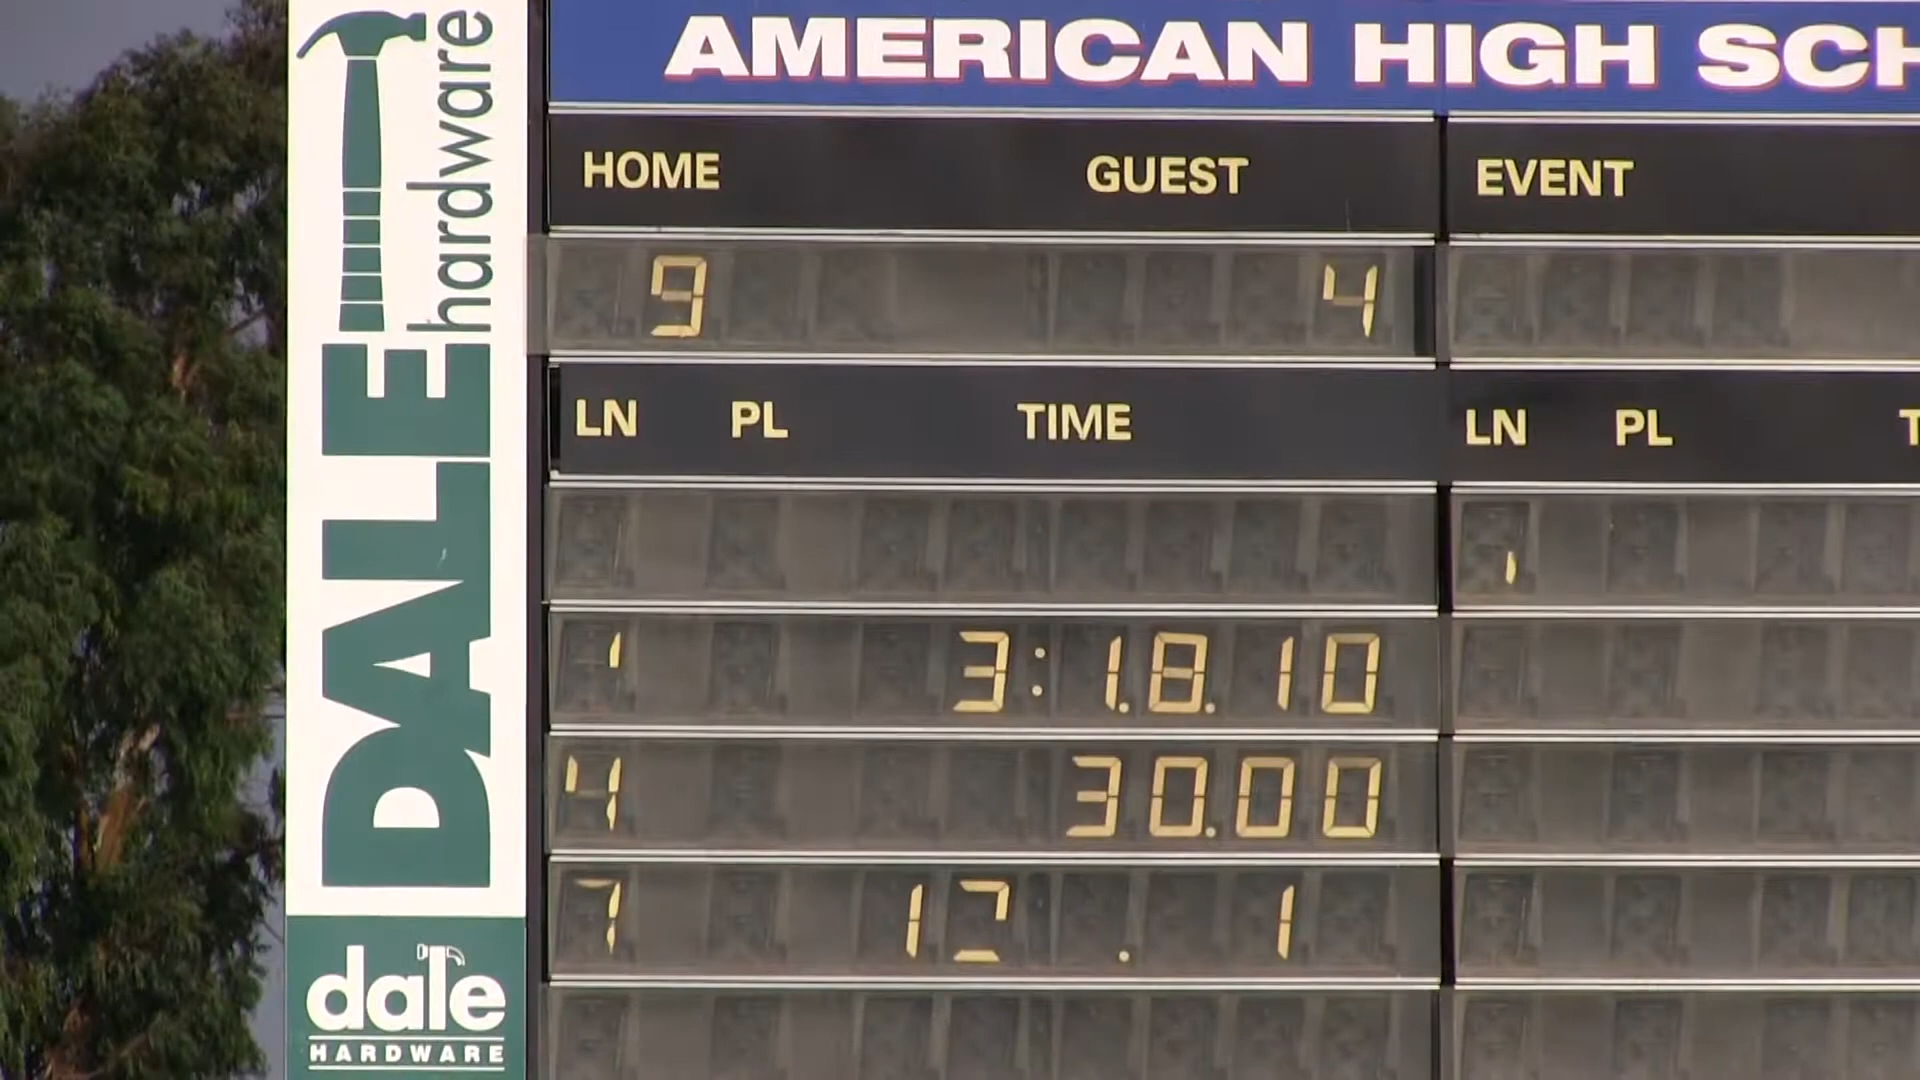 AMERICAN HIGH SCH
HOME GUEST EVENT
9 4
LN PL TIME LN PL T
1 3:1.8.10
4 30.00
7 12 . 1
DALE hardware
dale
HARDWARE